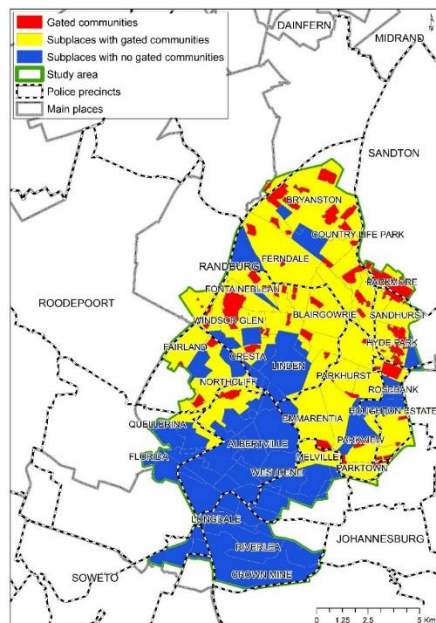 Gated communities
Subplaces with gated communities
Subplaces with no gated communities
Study area
Police precincts
Main places
DAINFERN
MIDRAND
SANDTON
BRYANSTON
COUNTRY LIFE PARK
FERNDALE
RANDBURG
PARKMORE
FONTAINEBLEAU
ROODEPOORT
BLAIRGOWRIE
SANDHURST
WINDSOR GLEN
HYDE PARK
FAIRLAND
CRESTA
LINDEN
PARKHURST
ROSEBANK
NORTHCLIFF
HOUGHTON ESTATE
EMMARENTIA
QUELLERINA
PARKVIEW
ALBERTVILLE
MELVILLE
FLORIDA
WESTDENE
PARKTOWN
LONGDALE
JOHANNESBURG
RIVERLEA
SOWETO
CROWN MINE
0 1.25 2.5 5 Km